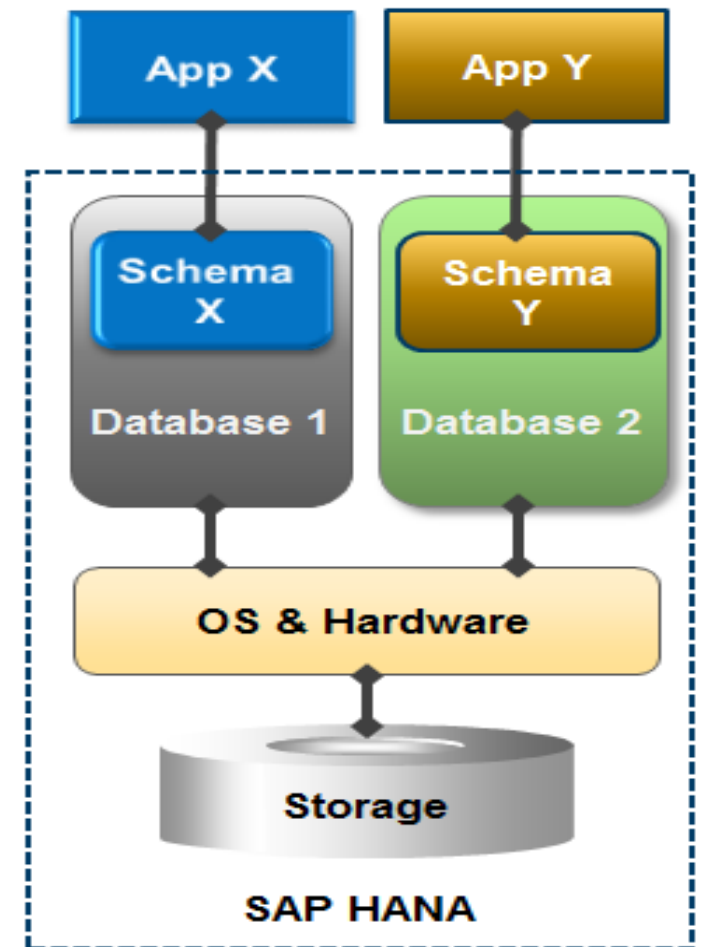 App X
App Y
Schema
X
Schema
Y
Database 1
Database 2
OS & Hardware
Storage
SAP HANA